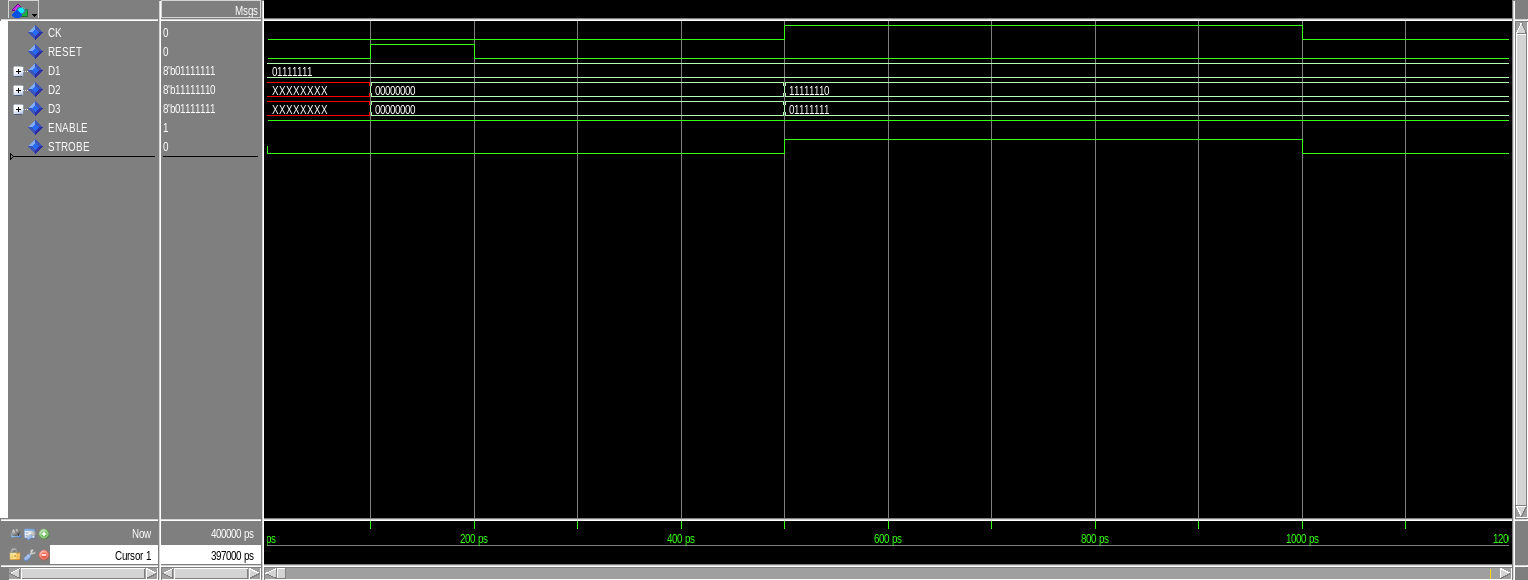 Msgs
CK 0
RESET 0
D1 8'b01111111 01111111
D2 8'b11111110 XXXXXXXX 00000000 11111110
D3 8'b01111111 XXXXXXXX 00000000 01111111
ENABLE 1
STROBE 0
Now 400000 ps ps 200 ps 400 ps 600 ps 800 ps 1000 ps 120
Cursor 1 397000 ps